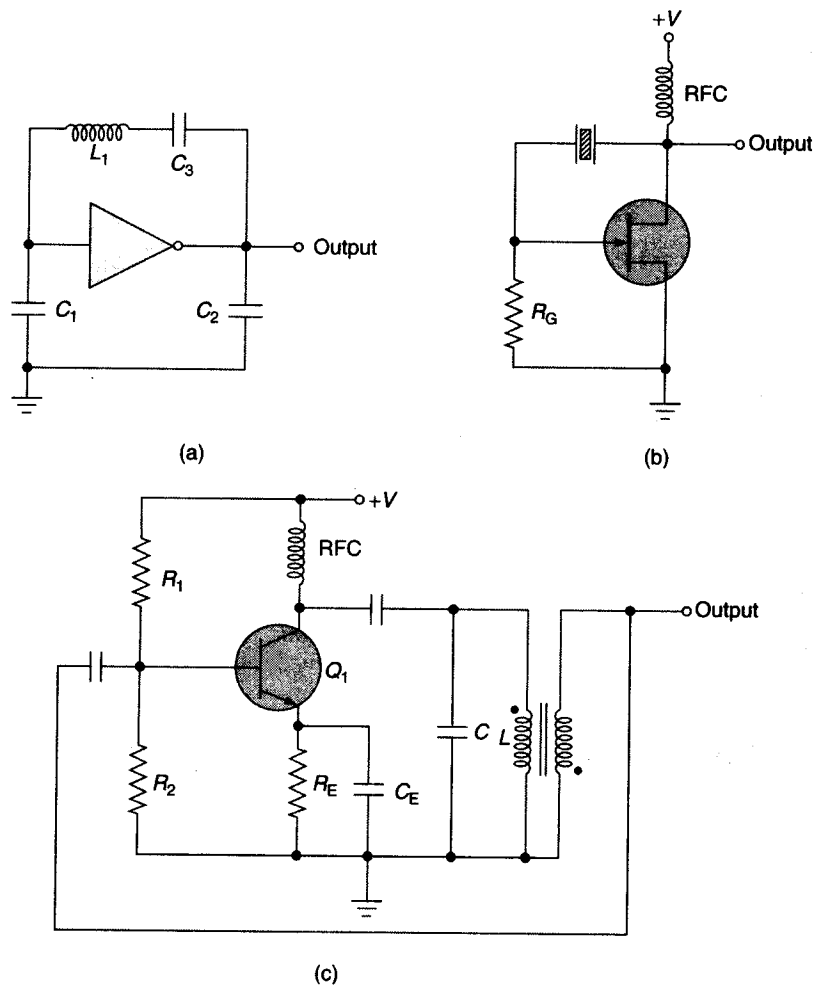 +V
RFC
L1
C3
Output
Output
C1
C2
RG
(a)
(b)
+V
RFC
R1
Output
Q1
C
L
R2
RE
CE
(c)